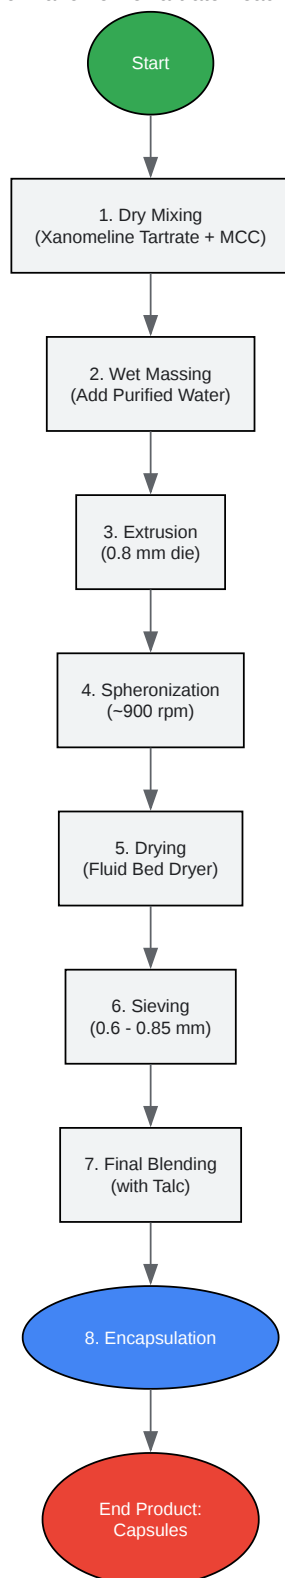 Start
1. Dry Mixing
(Xanomeline Tartrate + MCC)
2. Wet Massing
(Add Purified Water)
3. Extrusion
(0.8 mm die)
4. Spheronization
(~900 rpm)
5. Drying
(Fluid Bed Dryer)
6. Sieving
(0.6 - 0.85 mm)
7. Final Blending
(with Talc)
8. Encapsulation
End Product:
Capsules